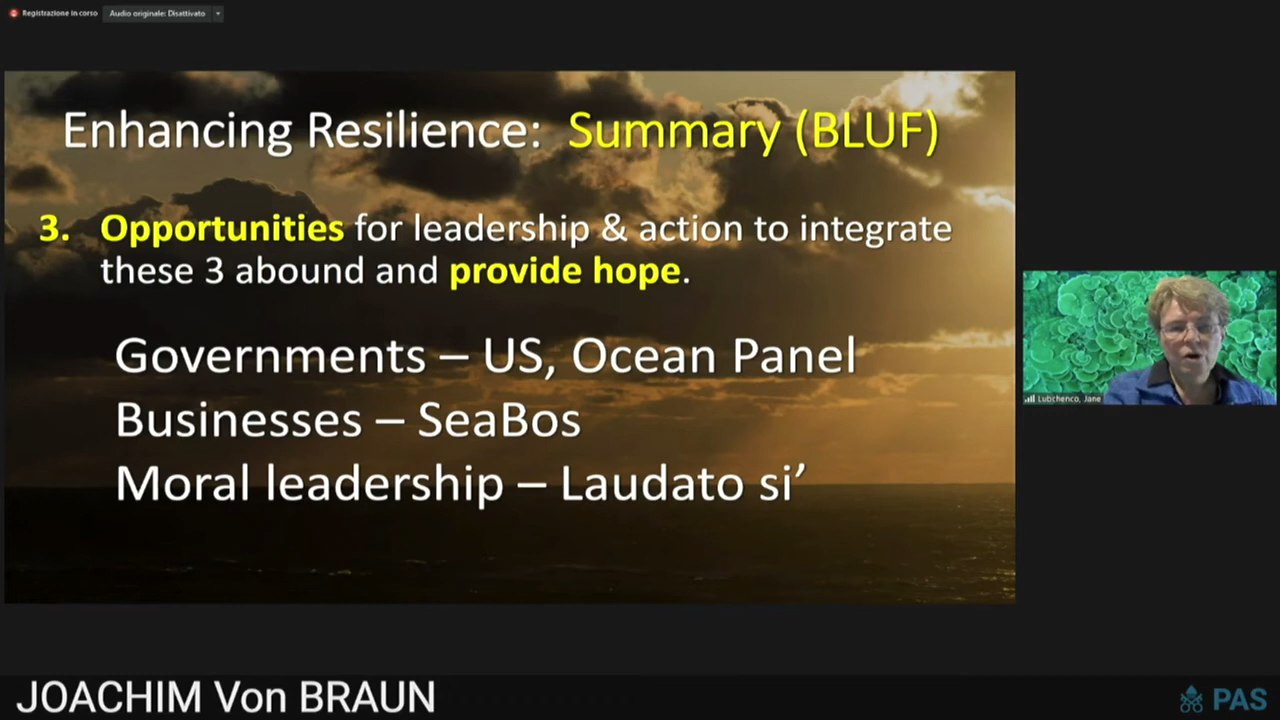 Registrazione in corso
Audio originale: Disattivato
Enhancing Resilience: Summary (BLUF)
3. Opportunities for leadership & action to integrate
these 3 abound and provide hope.
Governments – US, Ocean Panel
Businesses – SeaBos
Moral leadership – Laudato si’
Lubchenco, Jane
JOACHIM Von BRAUN
PAS